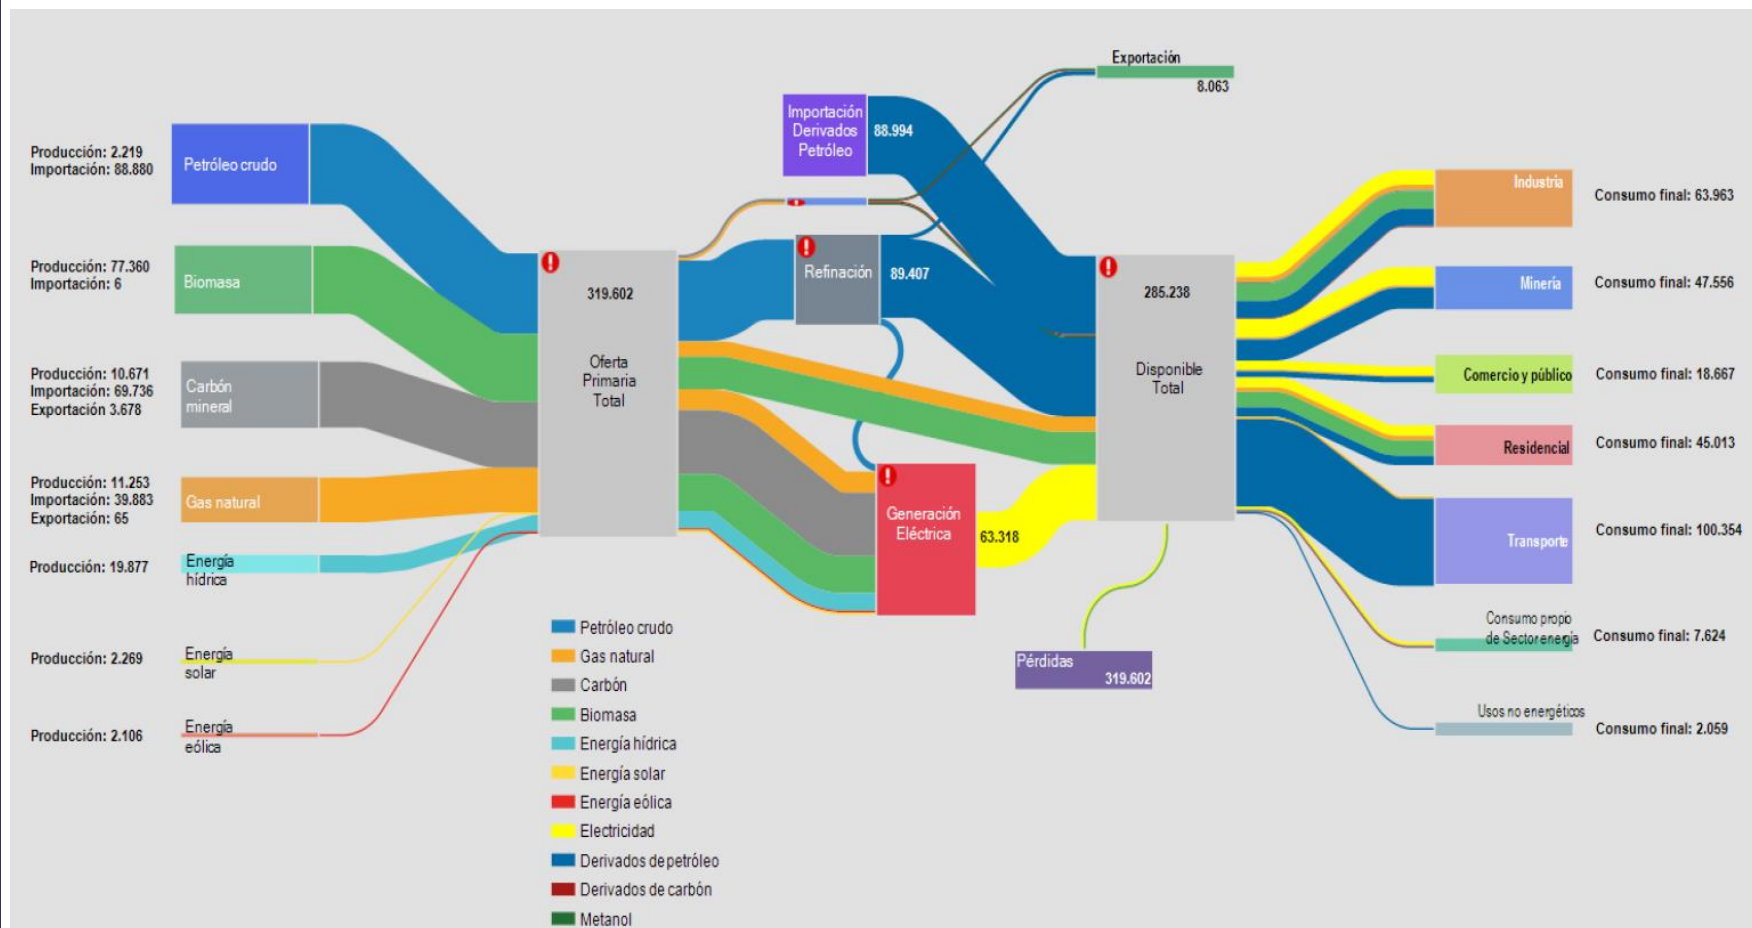 Exportación
8.063
Importación
Derivados
Petróleo
88.994
Producción: 2.219
Importación: 88.880
Petróleo crudo
Industria
Consumo final: 63.963
Producción: 77.360
Importación: 6
Biomasa
319.602
Oferta
Primaria
Total
Refinación
89.407
285.238
Disponible
Total
Minería
Consumo final: 47.556
Producción: 10.671
Importación: 69.736
Exportación 3.678
Carbón
mineral
Comercio y público
Consumo final: 18.667
Residencial
Consumo final: 45.013
Producción: 11.253
Importación: 39.883
Exportación: 65
Gas natural
Generación
Eléctrica
63.318
Transporte
Consumo final: 100.354
Producción: 19.877
Energía
hídrica
Consumo propio
de Sector energía
Consumo final: 7.624
Producción: 2.269
Energía
solar
Pérdidas
319.602
Usos no energéticos
Consumo final: 2.059
Producción: 2.106
Energía
eólica
Petróleo crudo
Gas natural
Carbón
Biomasa
Energía hídrica
Energía solar
Energía eólica
Electricidad
Derivados de petróleo
Derivados de carbón
Metanol